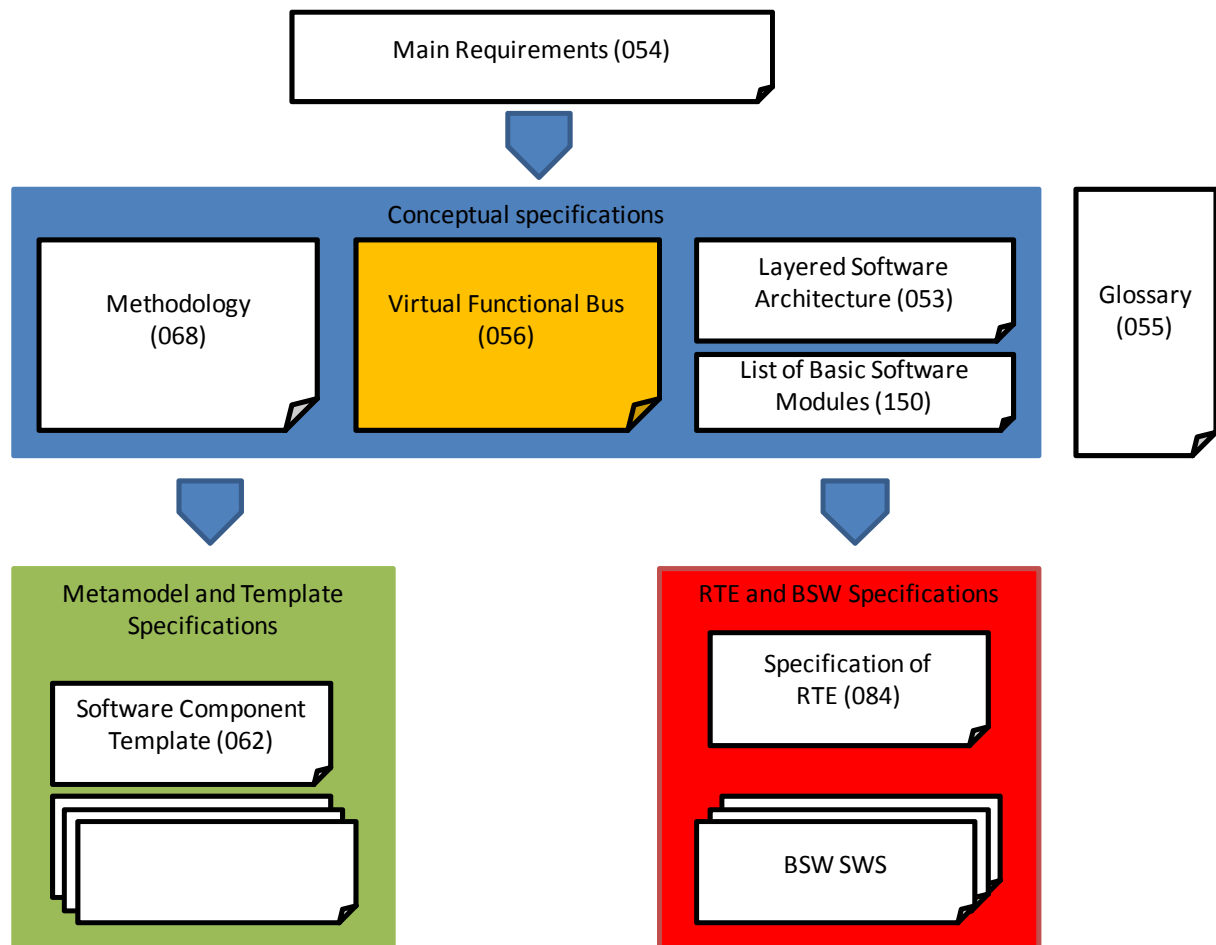 Main Requirements (054)
Conceptual specifications
Methodology
(068)
Virtual Functional Bus
(056)
Layered Software
Architecture (053)
List of Basic Software
Modules (150)
Glossary
(055)
Metamodel and Template
Specifications
Software Component
Template (062)
RTE and BSW Specifications
Specification of
RTE (084)
BSW SWS